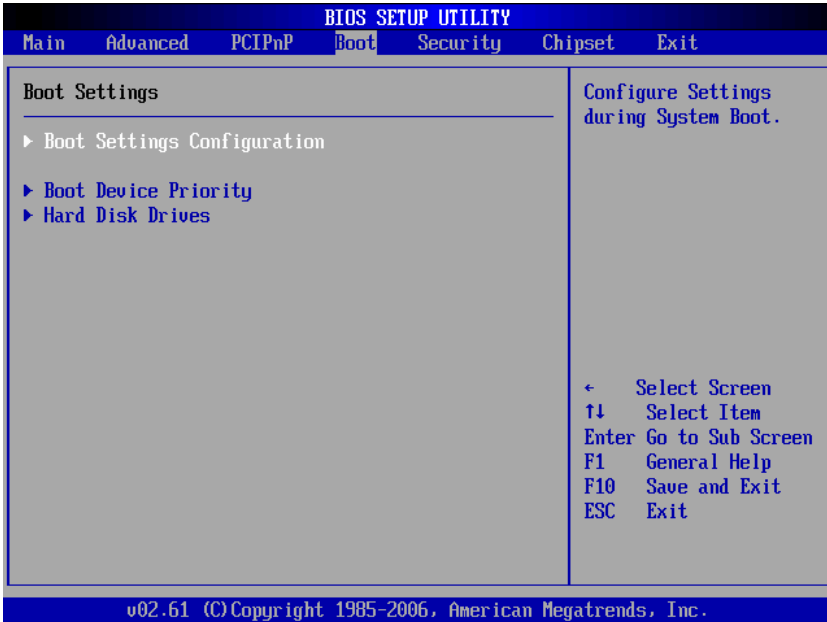 BIOS SETUP UTILITY
Main Advanced PCIPnP Boot Security Chipset Exit
Boot Settings
Boot Settings Configuration
Boot Device Priority
Hard Disk Drives
Configure Settings
during System Boot.
← Select Screen
↑↓ Select Item
Enter Go to Sub Screen
F1 General Help
F10 Save and Exit
ESC Exit
v02.61 (C)Copyright 1985-2006, American Megatrends, Inc.